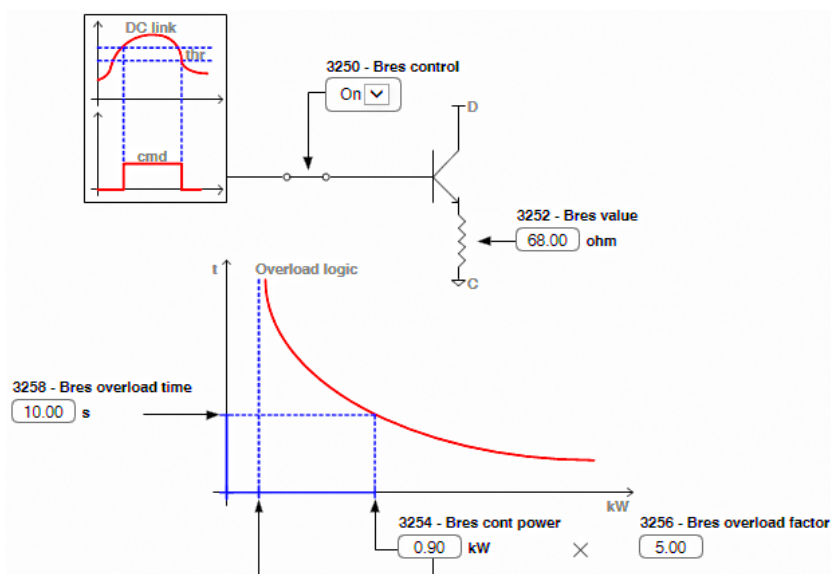 DC link
thr
cmd
3250 - Bres control
On
D
3252 - Bres value
68.00 ohm
C
t
Overload logic
3258 - Bres overload time
10.00 s
kW
3254 - Bres cont power
0.90 kW
×
3256 - Bres overload factor
5.00